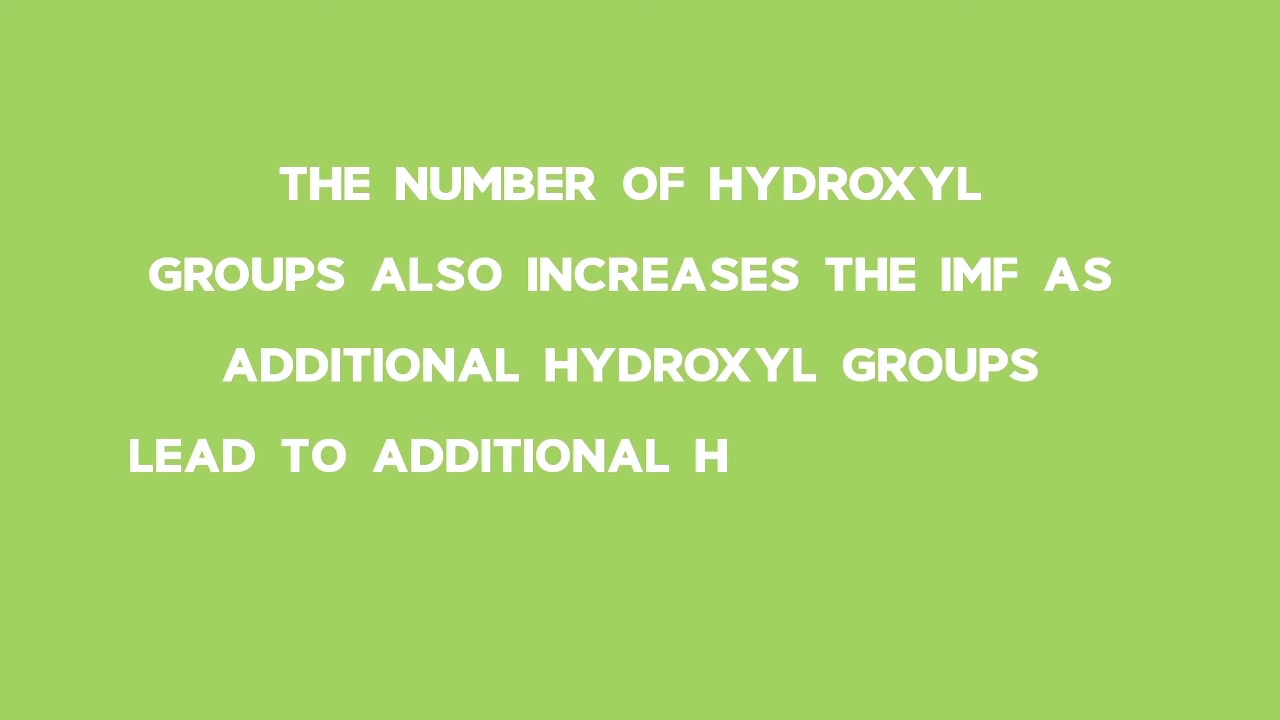 THE NUMBER OF HYDROXYL
GROUPS ALSO INCREASES THE IMF AS
ADDITIONAL HYDROXYL GROUPS
LEAD TO ADDITIONAL H